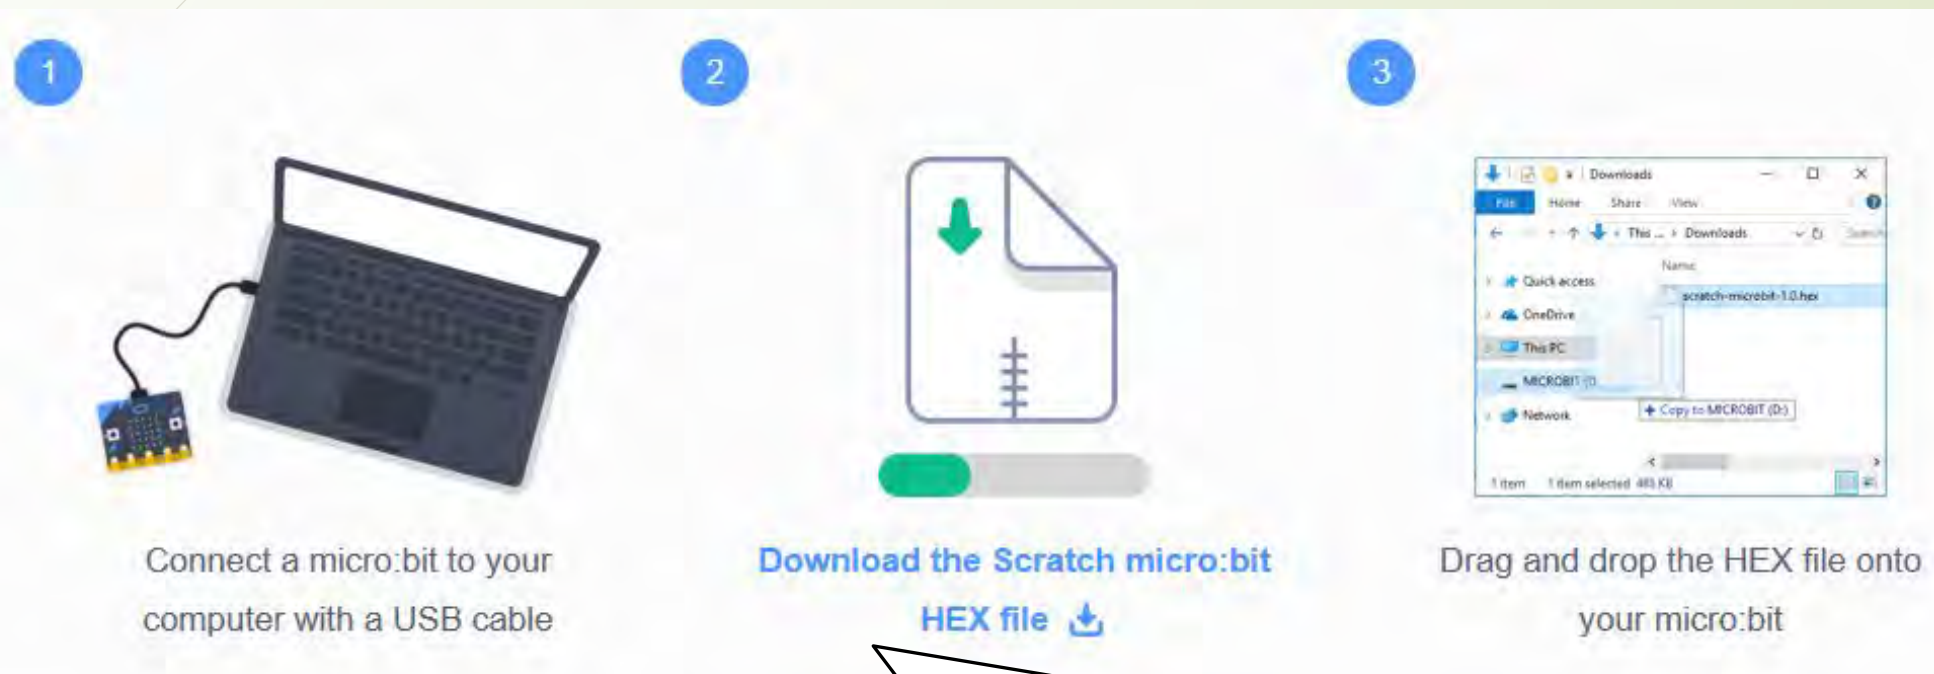 1
2
3
Downloads
File Home Share View
This ... Downloads
Name
Quick access
scratch-microbit-1.0.hex
OneDrive
This PC
MICROBIT (D
Copy to MICROBIT (D:)
Network
1 item 1 item selected KB
Connect a micro:bit to your
computer with a USB cable
Download the Scratch micro:bit
HEX file
Drag and drop the HEX file onto
your micro:bit